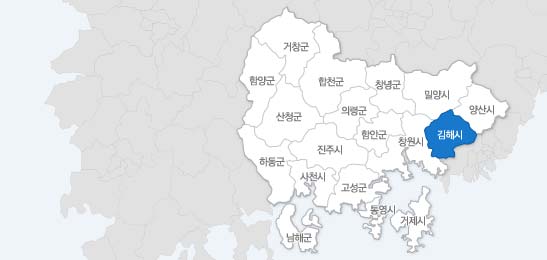 거창군
함양군
합천군
창녕군
밀양시
양산시
산청군
의령군
함안군
창원시
김해시
진주시
하동군
사천시
고성군
통영시
거제시
남해군